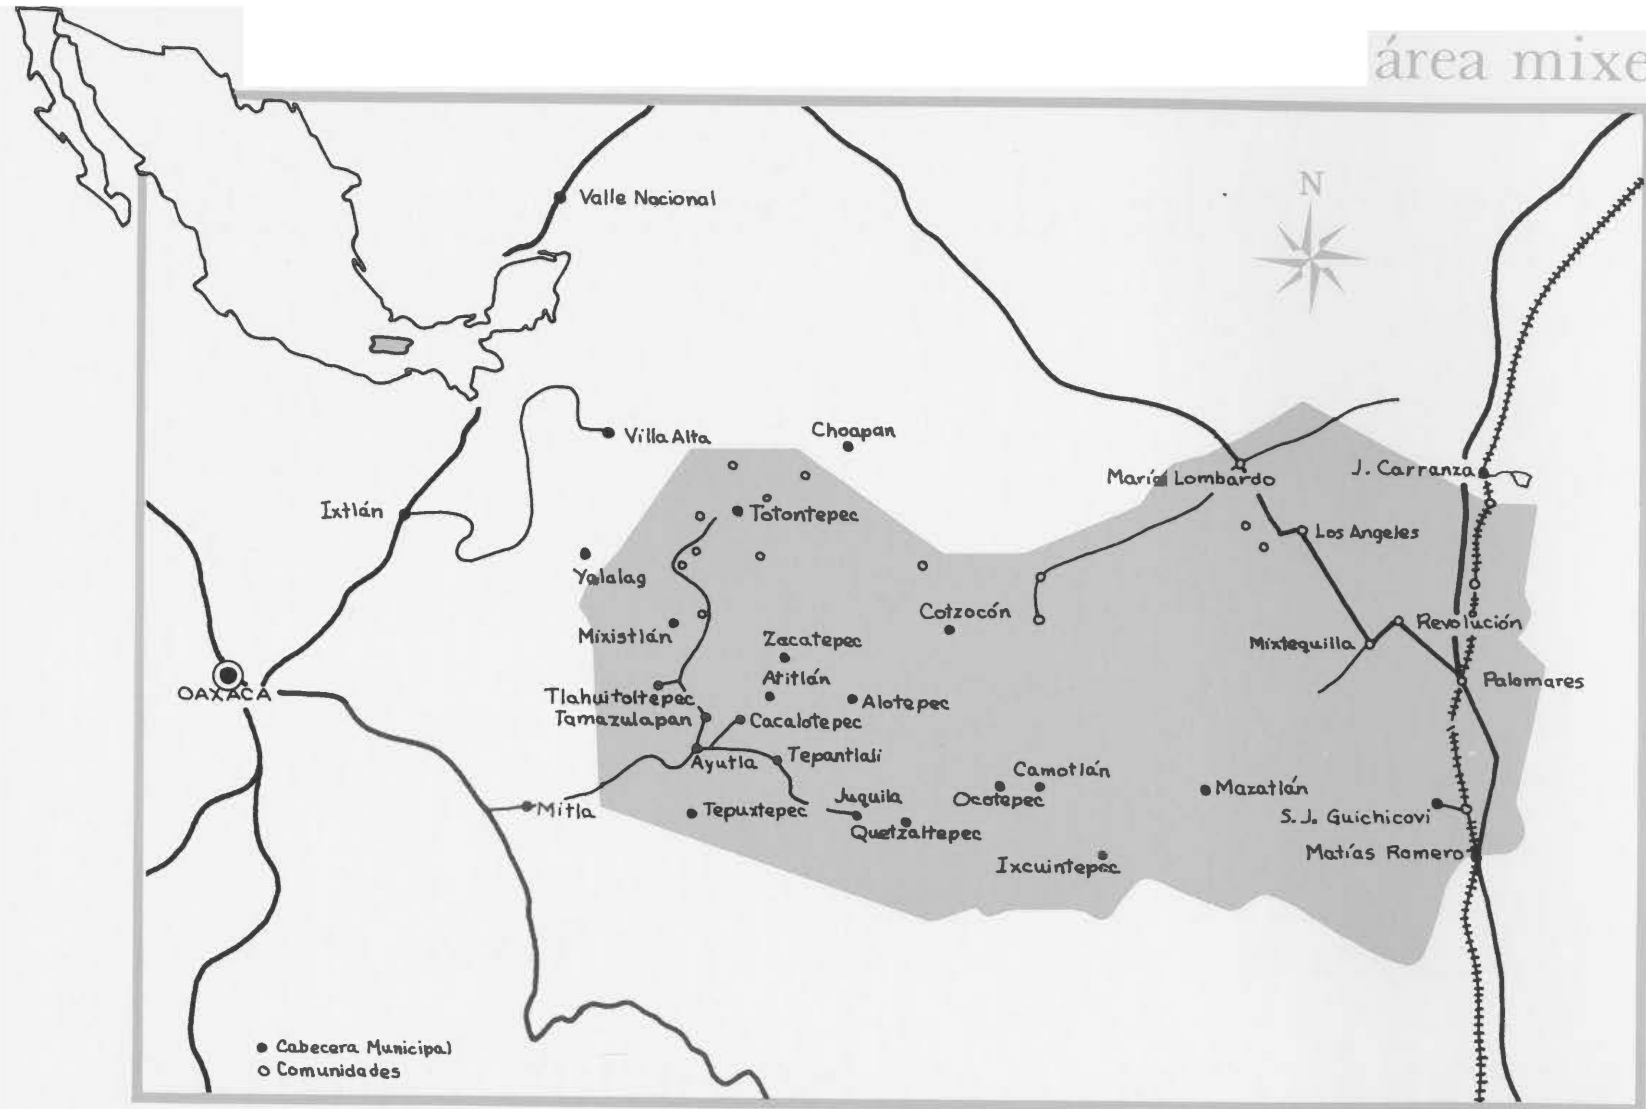 área mixe
N
Valle Nacional
Villa Alta
Choapan
María Lombardo
J. Carranza
Ixtlán
Totontepec
Los Angeles
Yalalag
Cotzocón
Mixistlán
Zacatepec
Revolución
Mixtequilla
Atitlán
Palomares
OAXACA
Tlahuitoltepec
Alotepec
Tamazulapan
Cacalotepec
Ayutla
Tepantlali
Camotlán
Mazatlán
Juquila
Ocotepec
Mitla
Tepuxtepec
S. J. Guichicovi
Quetzaltepec
Matías Romero
Ixcuintepec
Cabecera Municipal
Comunidades